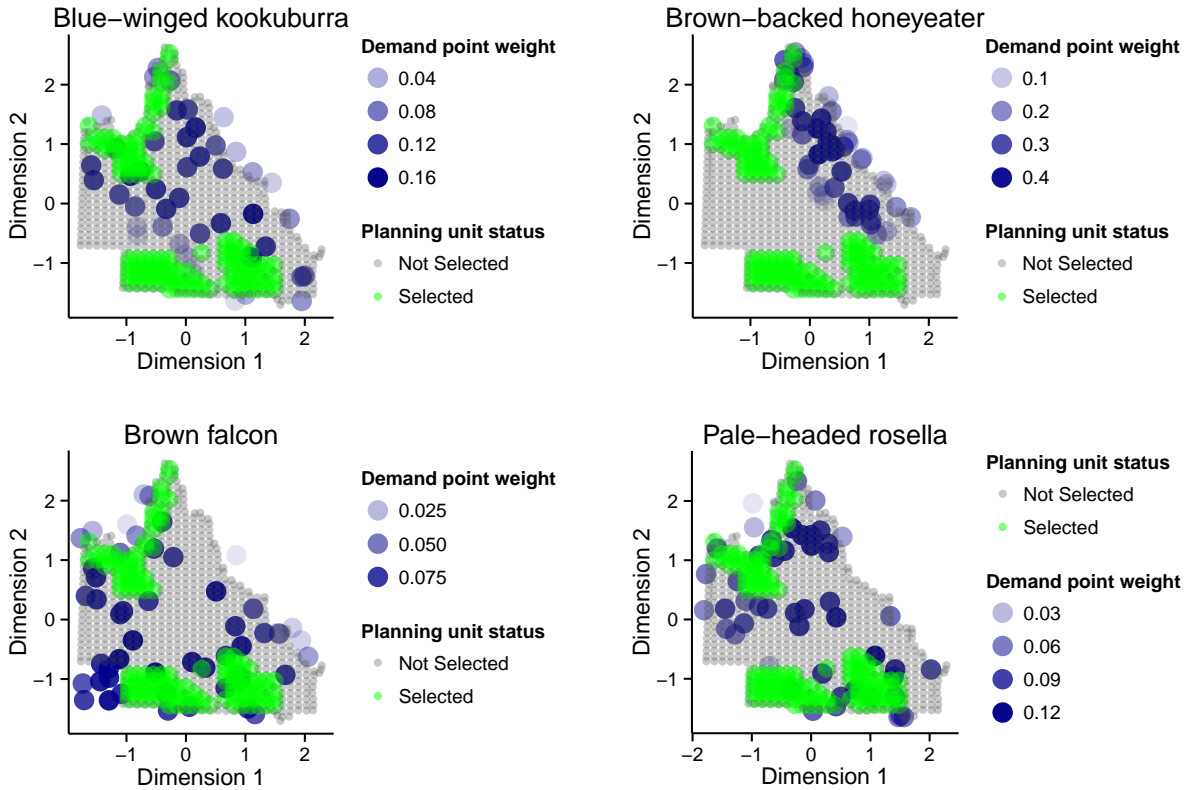 Blue−winged kookuburra
Dimension 2
2
1
0
−1
−1
0
1
2
Dimension 1
Demand point weight
0.04
0.08
0.12
0.16
Planning unit status
Not Selected
Selected
Brown−backed honeyeater
Dimension 2
2
1
0
−1
−1
0
1
2
Dimension 1
Demand point weight
0.1
0.2
0.3
0.4
Planning unit status
Not Selected
Selected
Brown falcon
Dimension 2
2
1
0
−1
−1
0
1
2
Dimension 1
Demand point weight
0.025
0.050
0.075
Planning unit status
Not Selected
Selected
Pale−headed rosella
Dimension 2
2
1
0
−1
−2
−1
0
1
2
Dimension 1
Planning unit status
Not Selected
Selected
Demand point weight
0.03
0.06
0.09
0.12